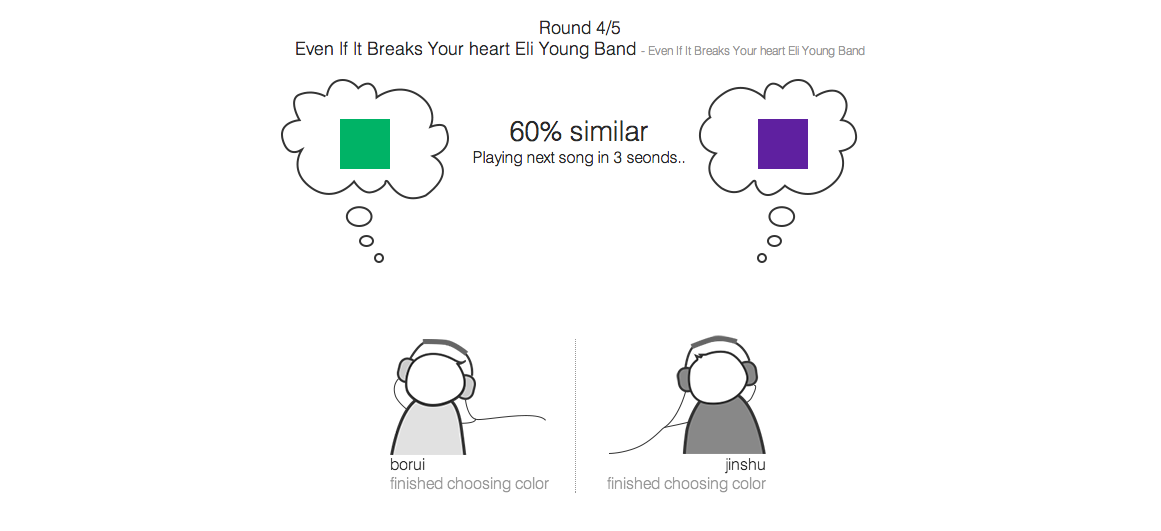 Round 4/5
Even If It Breaks Your heart Eli Young Band - Even If It Breaks Your heart Eli Young Band
60% similar
Playing next song in 3 seonds..
borui
finished choosing color
jinshu
finished choosing color